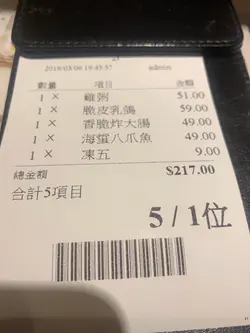 2019/03/06 19:45:57 admin
數量 項目 金額
1 × 雞粥 51.00
1 × 脆皮乳鴿 59.00
1 × 香脆炸大腸 49.00
1 × 海蜇八爪魚 49.00
1 × 凍五 9.00
總金額 $217.00
合計5項目
5 / 1位